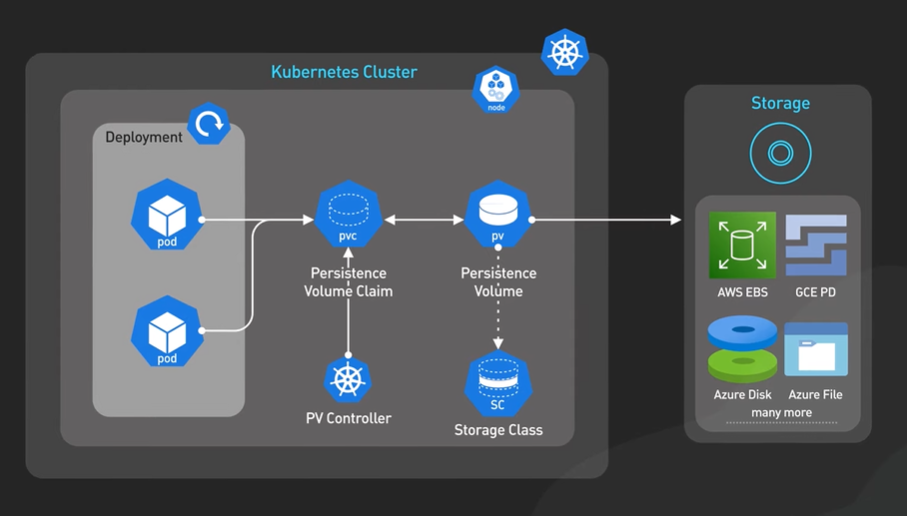 Kubernetes Cluster
node
Deployment
pod
pod
pvc
Persistence
Volume Claim
PV Controller
pv
Persistence
Volume
SC
Storage Class
Storage
AWS EBS
GCE PD
Azure Disk
Azure File
many more